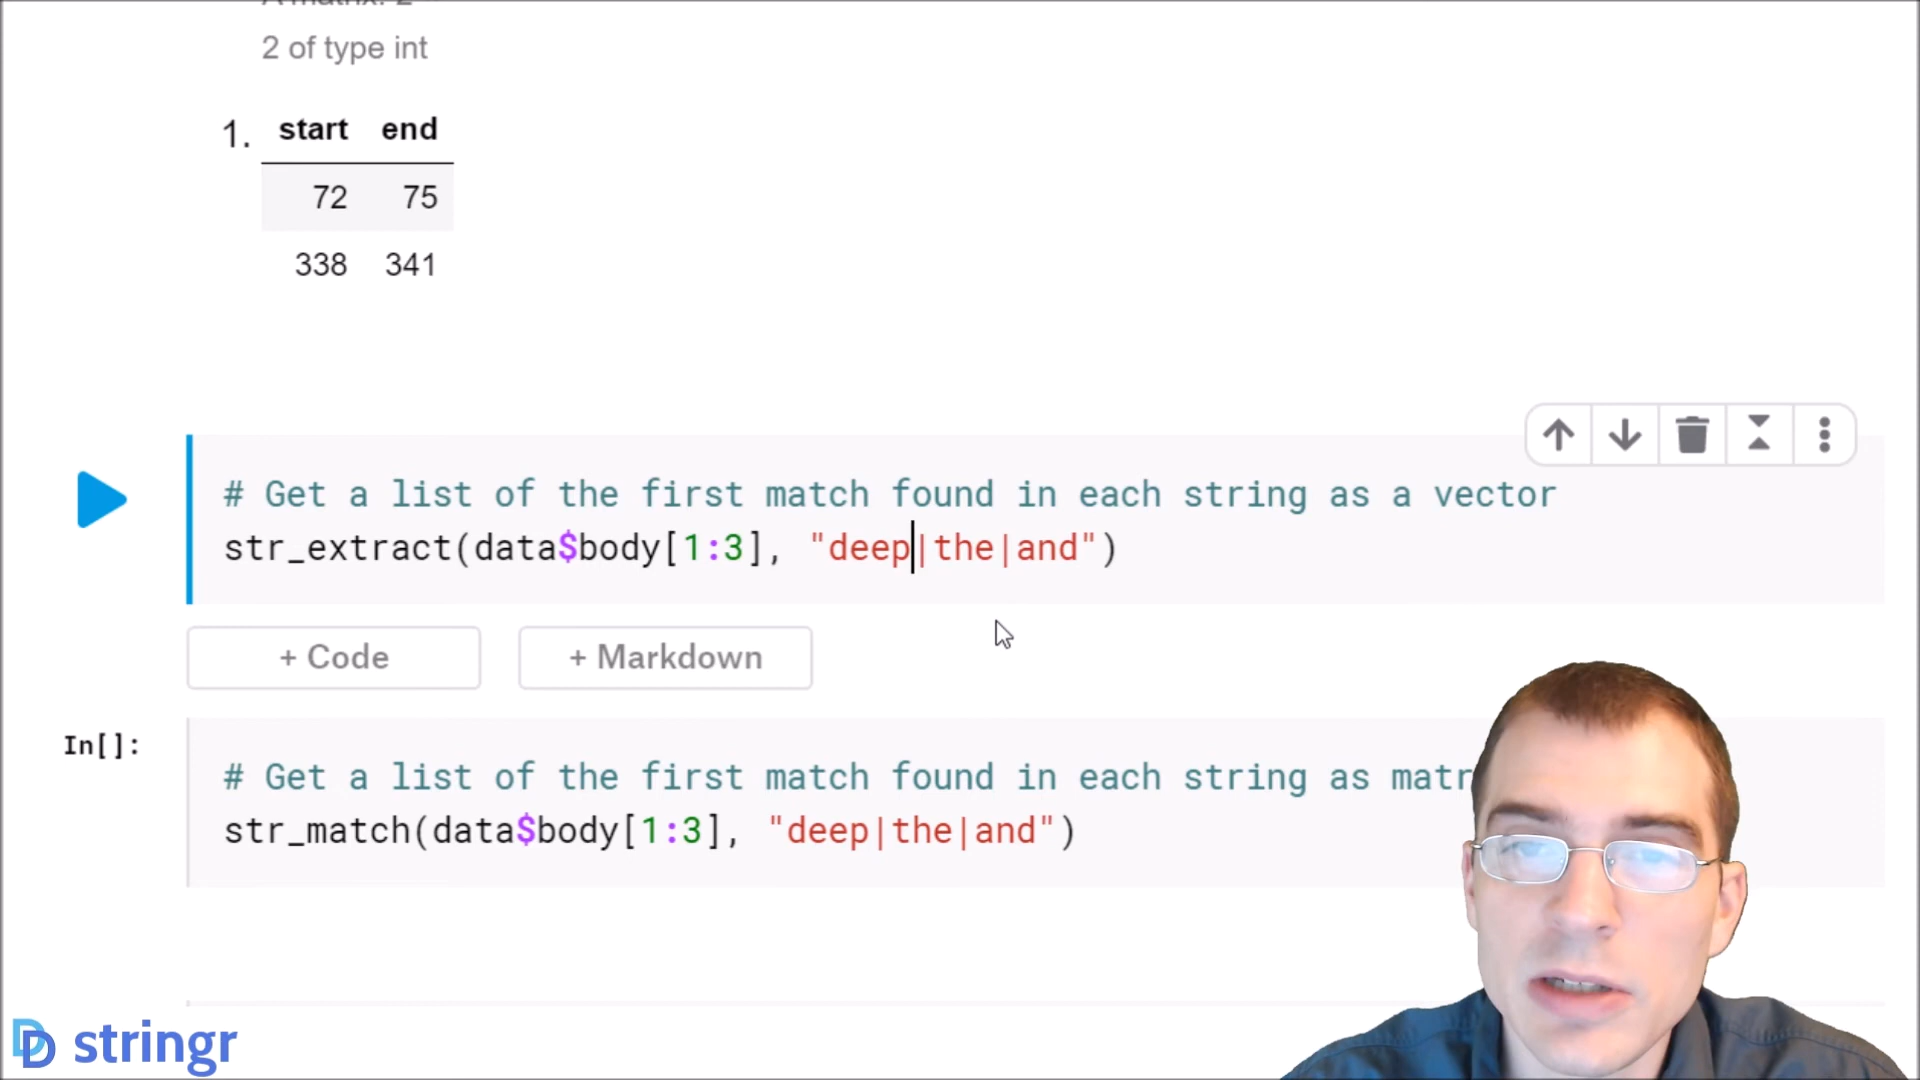 A matrix: 2 ×
2 of type int
1. start end
72 75
338 341
# Get a list of the first match found in each string as a vector
str_extract(data$body[1:3], "deep|the|and")
+ Code + Markdown
In[]:
# Get a list of the first match found in each string as matr
str_match(data$body[1:3], "deep|the|and")
stringr